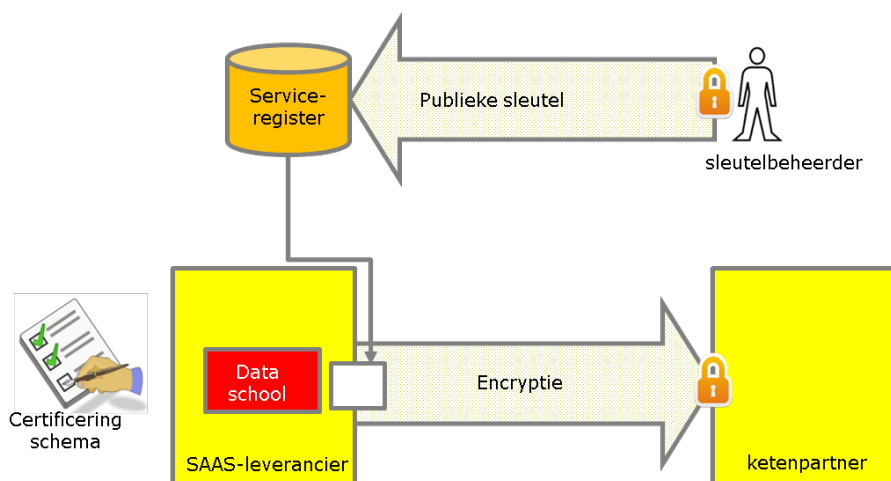 Service-
register
Publieke sleutel
sleutelbeheerder
Data
school
Encryptie
Certificering
schema
SAAS-leverancier
ketenpartner